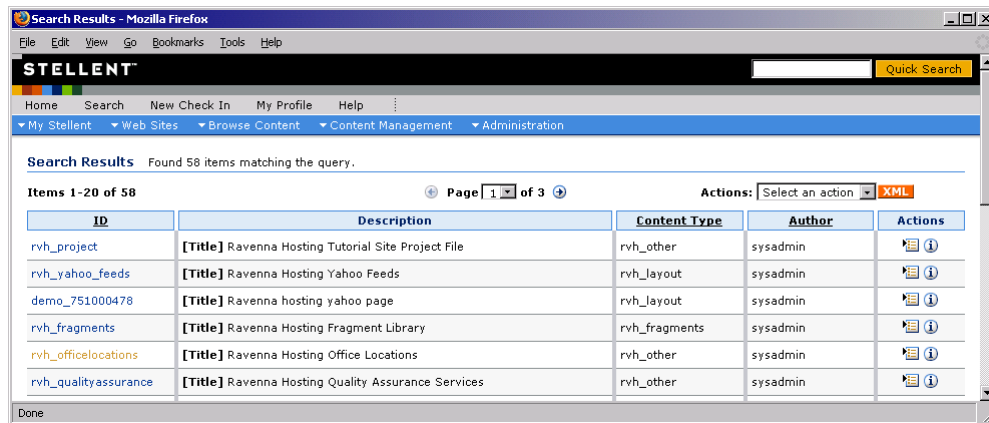 Search Results - Mozilla Firefox
File Edit View Go Bookmarks Tools Help
STELLENT™
Quick Search
Home Search New Check In My Profile Help
My Stellent Web Sites Browse Content Content Management Administration
Search Results Found 58 items matching the query.
Items 1-20 of 58 Page 1 of 3 Actions: Select an action XML
ID Description Content Type Author Actions
rvh_project [Title] Ravenna Hosting Tutorial Site Project File rvh_other sysadmin
rvh_yahoo_feeds [Title] Ravenna Hosting Yahoo Feeds rvh_layout sysadmin
demo_751000478 [Title] Ravenna hosting yahoo page rvh_layout sysadmin
rvh_fragments [Title] Ravenna Hosting Fragment Library rvh_fragments sysadmin
rvh_officelocations [Title] Ravenna Hosting Office Locations rvh_other sysadmin
rvh_qualityassurance [Title] Ravenna Hosting Quality Assurance Services rvh_other sysadmin
Done